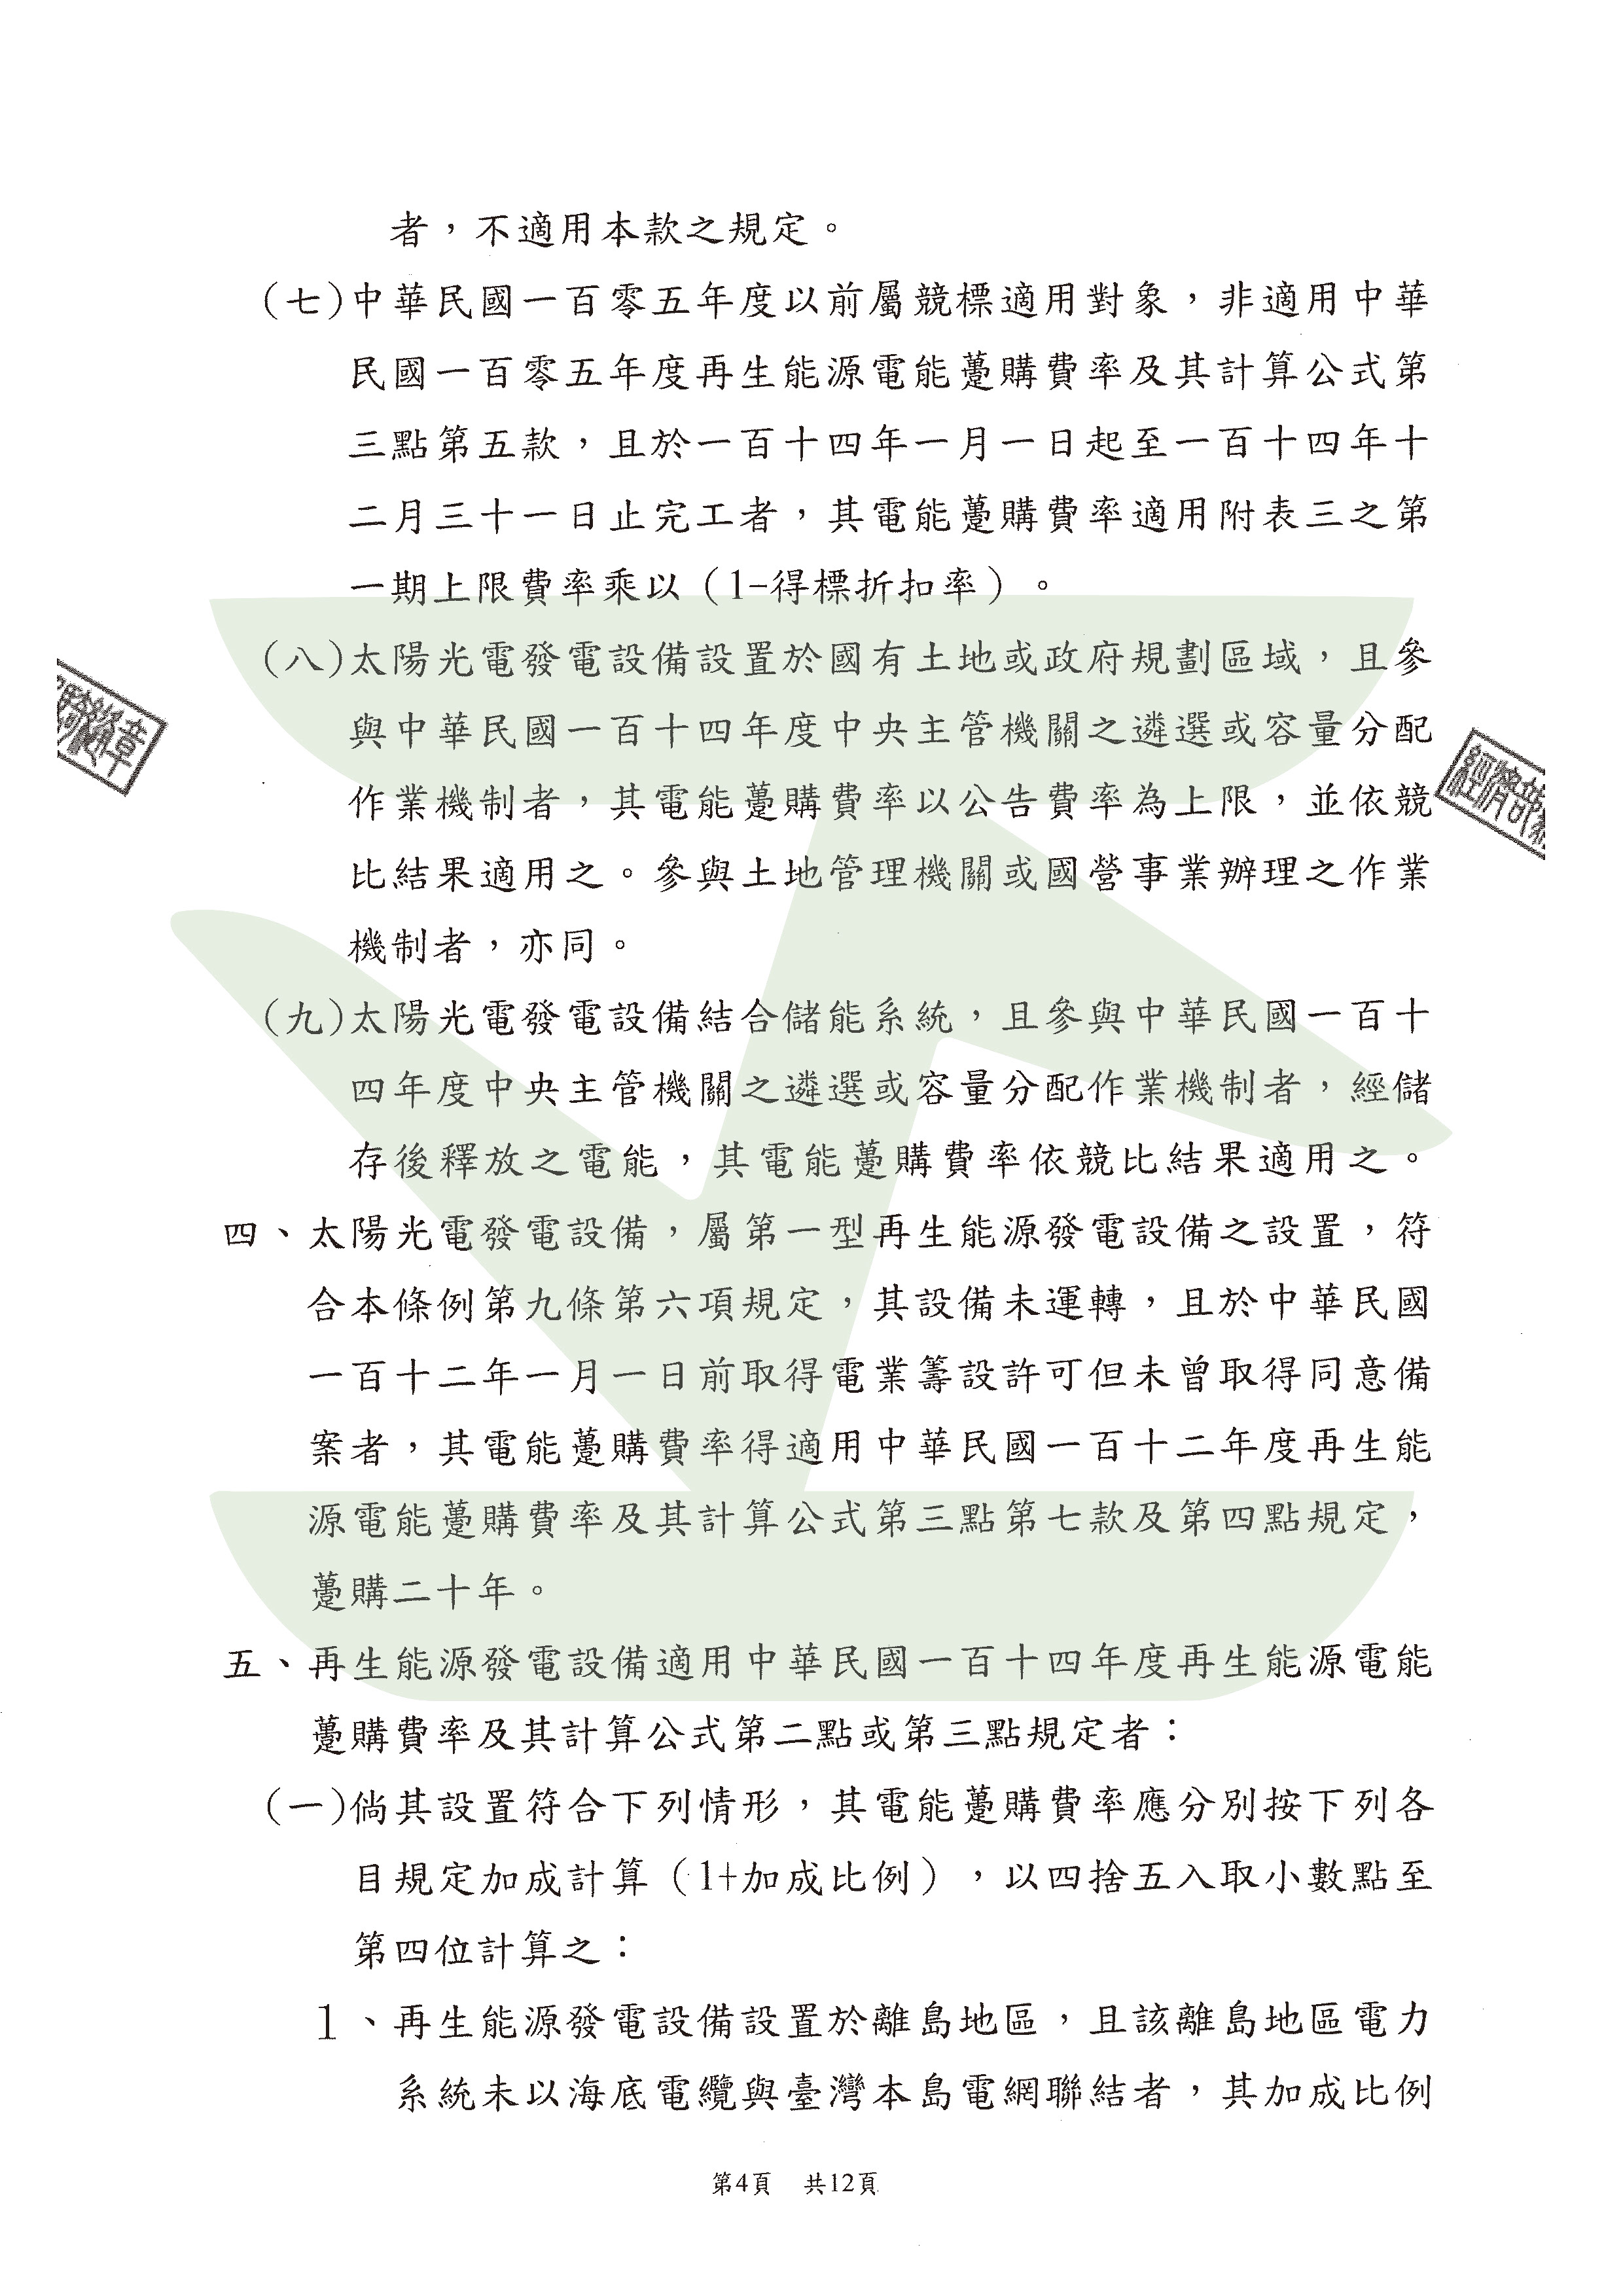 者，不適用本款之規定。
(七)中華民國一百零五年度以前屬競標適用對象，非適用中華
民國一百零五年度再生能源電能躉購費率及其計算公式第
三點第五款，且於一百十四年一月一日起至一百十四年十
二月三十一日止完工者，其電能躉購費率適用附表三之第
一期上限費率乘以（1-得標折扣率）。
(八)太陽光電發電設備設置於國有土地或政府規劃區域，且參
與中華民國一百十四年度中央主管機關之遴選或容量分配
作業機制者，其電能躉購費率以公告費率為上限，並依競
比結果適用之。參與土地管理機關或國營事業辦理之作業
機制者，亦同。
(九)太陽光電發電設備結合儲能系統，且參與中華民國一百十
四年度中央主管機關之遴選或容量分配作業機制者，經儲
存後釋放之電能，其電能躉購費率依競比結果適用之。
四、太陽光電發電設備，屬第一型再生能源發電設備之設置，符
合本條例第九條第六項規定，其設備未運轉，且於中華民國
一百十二年一月一日前取得電業籌設許可但未曾取得同意備
案者，其電能躉購費率得適用中華民國一百十二年度再生能
源電能躉購費率及其計算公式第三點第七款及第四點規定，
躉購二十年。
五、再生能源發電設備適用中華民國一百十四年度再生能源電能
躉購費率及其計算公式第二點或第三點規定者：
(一)倘其設置符合下列情形，其電能躉購費率應分別按下列各
目規定加成計算（1+加成比例），以四捨五入取小數點至
第四位計算之：
1、再生能源發電設備設置於離島地區，且該離島地區電力
系統未以海底電纜與臺灣本島電網聯結者，其加成比例
騎縫章
經濟部
第4頁 共12頁